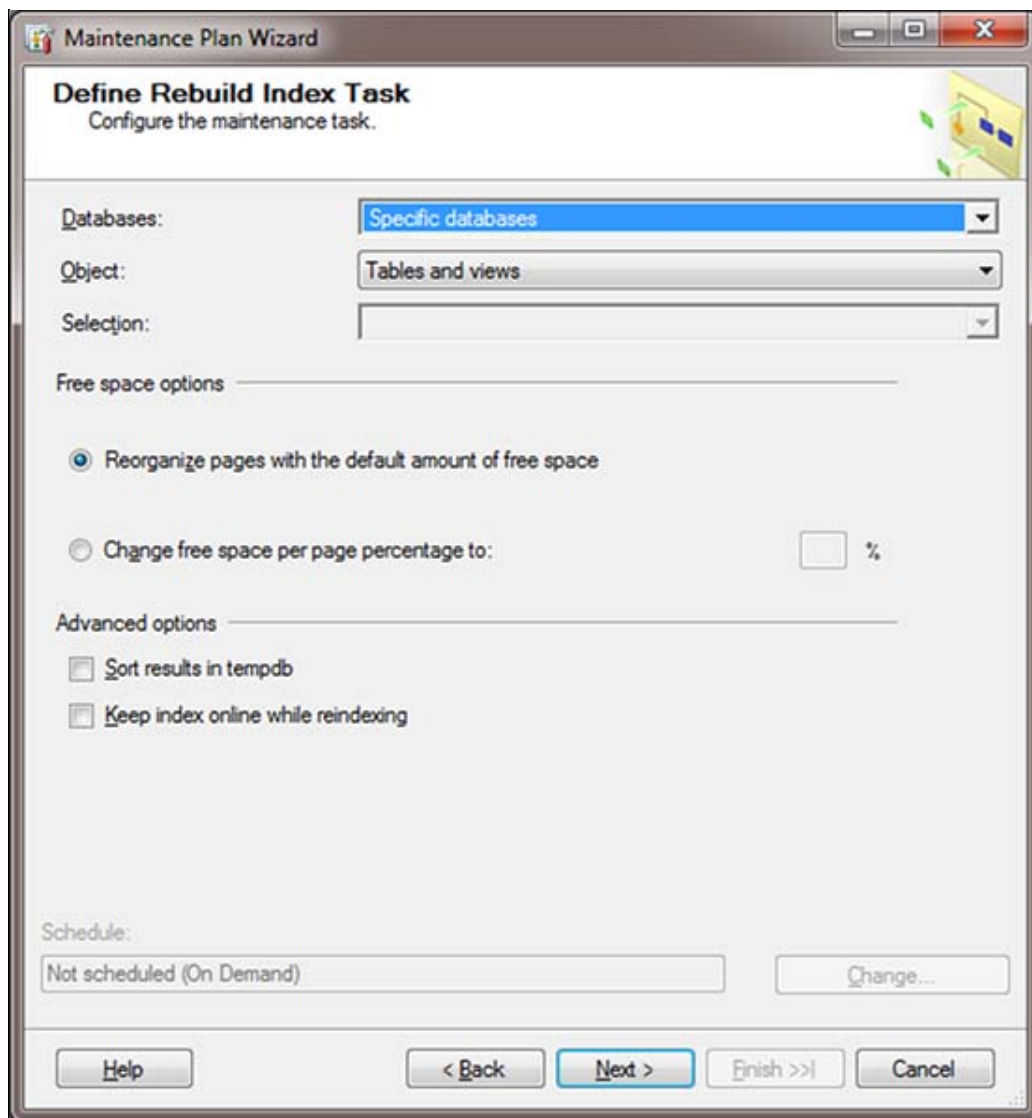 Maintenance Plan Wizard
Define Rebuild Index Task
Configure the maintenance task.
Databases: Specific databases
Object: Tables and views
Selection:
Free space options
Reorganize pages with the default amount of free space
Change free space per page percentage to: %
Advanced options
Sort results in tempdb
Keep index online while reindexing
Schedule:
Not scheduled (On Demand) Change...
Help < Back Next > Finish >>| Cancel